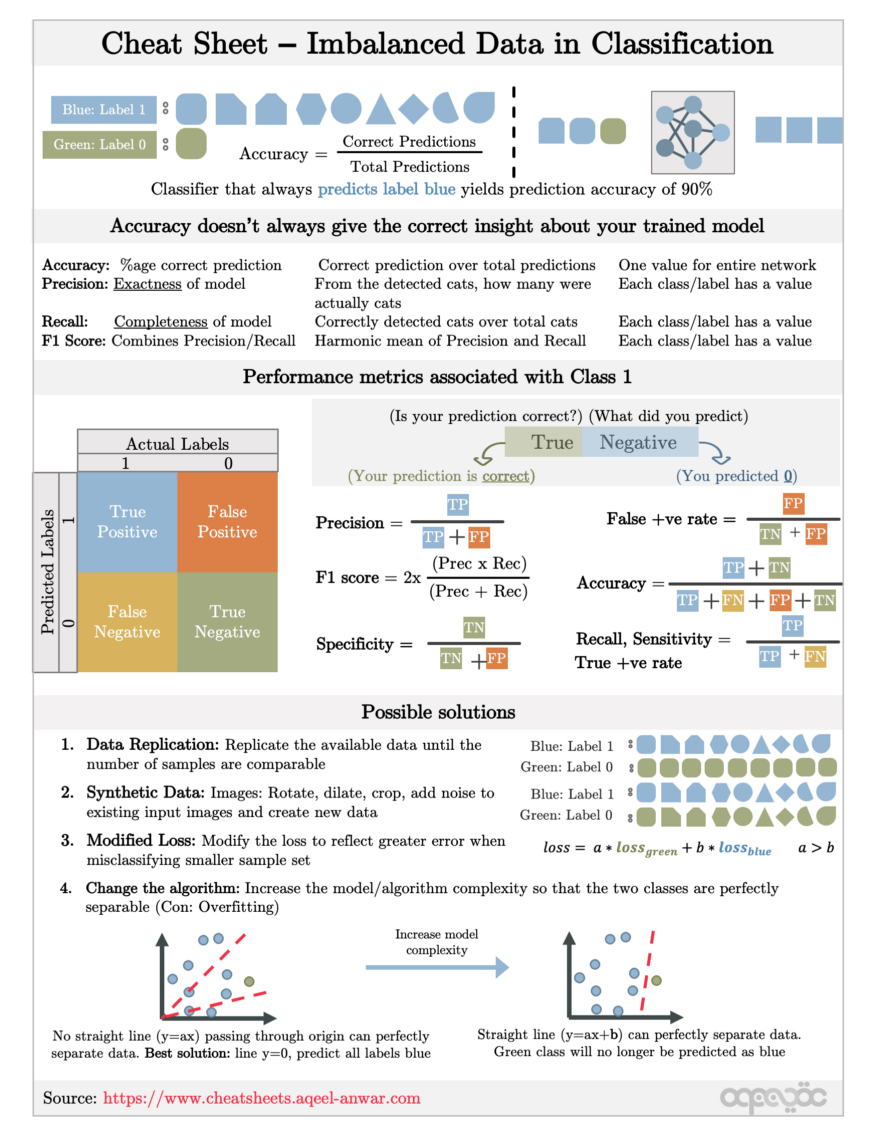 Cheat Sheet – Imbalanced Data in Classification
Blue: Label 1
Green: Label 0
Accuracy = Correct Predictions / Total Predictions
Classifier that always predicts label blue yields prediction accuracy of 90%
Accuracy doesn't always give the correct insight about your trained model
Accuracy: %age correct prediction Correct prediction over total predictions One value for entire network
Precision: Exactness of model From the detected cats, how many were Each class/label has a value
actually cats
Recall: Completeness of model Correctly detected cats over total cats Each class/label has a value
F1 Score: Combines Precision/Recall Harmonic mean of Precision and Recall Each class/label has a value
Performance metrics associated with Class 1
Actual Labels
1 0
Predicted Labels
1
0
True
Positive
False
Positive
False
Negative
True
Negative
(Is your prediction correct?) (What did you predict)
True Negative
(Your prediction is correct) (You predicted 0)
Precision = TP / TP + FP
F1 score = 2x (Prec x Rec) / (Prec + Rec)
Specificity = TN / TN + FP
False +ve rate = FP / TN + FP
Accuracy = TP + TN / TP + FN + FP + TN
Recall, Sensitivity = TP / TP + FN
True +ve rate
Possible solutions
1. Data Replication: Replicate the available data until the
number of samples are comparable
Blue: Label 1
Green: Label 0
2. Synthetic Data: Images: Rotate, dilate, crop, add noise to
existing input images and create new data
Blue: Label 1
Green: Label 0
3. Modified Loss: Modify the loss to reflect greater error when
misclassifying smaller sample set
loss = a * loss green + b * loss blue a > b
4. Change the algorithm: Increase the model/algorithm complexity so that the two classes are perfectly
separable (Con: Overfitting)
Increase model
complexity
No straight line (y=ax) passing through origin can perfectly
separate data. Best solution: line y=0, predict all labels blue
Straight line (y=ax+b) can perfectly separate data.
Green class will no longer be predicted as blue
Source: https://www.cheatsheets.aqeel-anwar.com